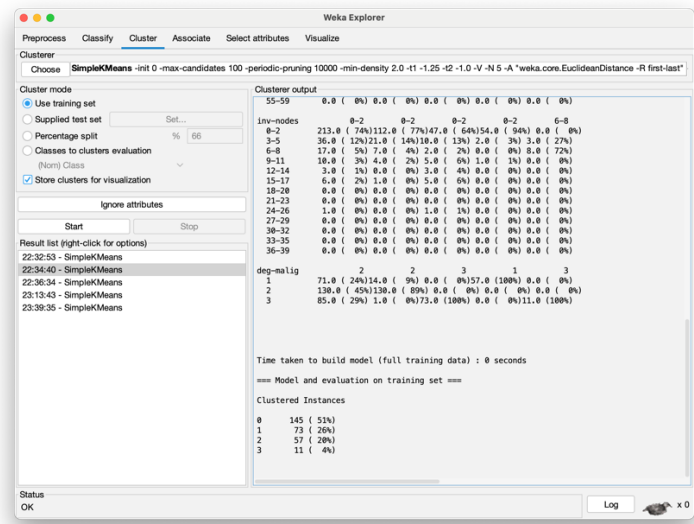 Weka Explorer
Preprocess Classify Cluster Associate Select attributes Visualize
Clusterer
Choose SimpleKMeans -init 0 -max-candidates 100 -periodic-pruning 10000 -min-density 2.0 -t1 -1.25 -t2 -1.0 -V -N 5 -A "weka.core.EuclideanDistance -R first-last"
Cluster mode
Use training set
Supplied test set Set...
Percentage split % 66
Classes to clusters evaluation
(Nom) Class
Store clusters for visualization
Ignore attributes
Start Stop
Result list (right-click for options)
22:32:53 - SimpleKMeans
22:34:40 - SimpleKMeans
22:36:34 - SimpleKMeans
23:13:43 - SimpleKMeans
23:39:35 - SimpleKMeans
Clusterer output
55-59 0.0 ( 0%) 0.0 ( 0%) 0.0 ( 0%) 0.0 ( 0%) 0.0 ( 0%)
inv-nodes 0-2 0-2 0-2 0-2 6-8
0-2 213.0 ( 74%)112.0 ( 77%)47.0 ( 64%)54.0 ( 94%) 0.0 ( 0%)
3-5 36.0 ( 12%)21.0 ( 14%)10.0 ( 13%) 2.0 ( 3%) 3.0 ( 27%)
6-8 17.0 ( 5%) 7.0 ( 4%) 2.0 ( 2%) 0.0 ( 0%) 8.0 ( 72%)
9-11 10.0 ( 3%) 4.0 ( 2%) 5.0 ( 6%) 1.0 ( 1%) 0.0 ( 0%)
12-14 3.0 ( 1%) 0.0 ( 0%) 3.0 ( 4%) 0.0 ( 0%) 0.0 ( 0%)
15-17 6.0 ( 2%) 1.0 ( 0%) 5.0 ( 6%) 0.0 ( 0%) 0.0 ( 0%)
18-20 0.0 ( 0%) 0.0 ( 0%) 0.0 ( 0%) 0.0 ( 0%) 0.0 ( 0%)
21-23 0.0 ( 0%) 0.0 ( 0%) 0.0 ( 0%) 0.0 ( 0%) 0.0 ( 0%)
24-26 1.0 ( 0%) 0.0 ( 0%) 1.0 ( 1%) 0.0 ( 0%) 0.0 ( 0%)
27-29 0.0 ( 0%) 0.0 ( 0%) 0.0 ( 0%) 0.0 ( 0%) 0.0 ( 0%)
30-32 0.0 ( 0%) 0.0 ( 0%) 0.0 ( 0%) 0.0 ( 0%) 0.0 ( 0%)
33-35 0.0 ( 0%) 0.0 ( 0%) 0.0 ( 0%) 0.0 ( 0%) 0.0 ( 0%)
36-39 0.0 ( 0%) 0.0 ( 0%) 0.0 ( 0%) 0.0 ( 0%) 0.0 ( 0%)
deg-malig 2 2 3 1 3
1 71.0 ( 24%)14.0 ( 9%) 0.0 ( 0%)57.0 (100%) 0.0 ( 0%)
2 130.0 ( 45%)130.0 ( 89%) 0.0 ( 0%) 0.0 ( 0%) 0.0 ( 0%)
3 85.0 ( 29%) 1.0 ( 0%)73.0 (100%) 0.0 ( 0%)11.0 (100%)
Time taken to build model (full training data) : 0 seconds
=== Model and evaluation on training set ===
Clustered Instances
0 145 ( 51%)
1 73 ( 26%)
2 57 ( 20%)
3 11 ( 4%)
Status
OK
Log
x 0